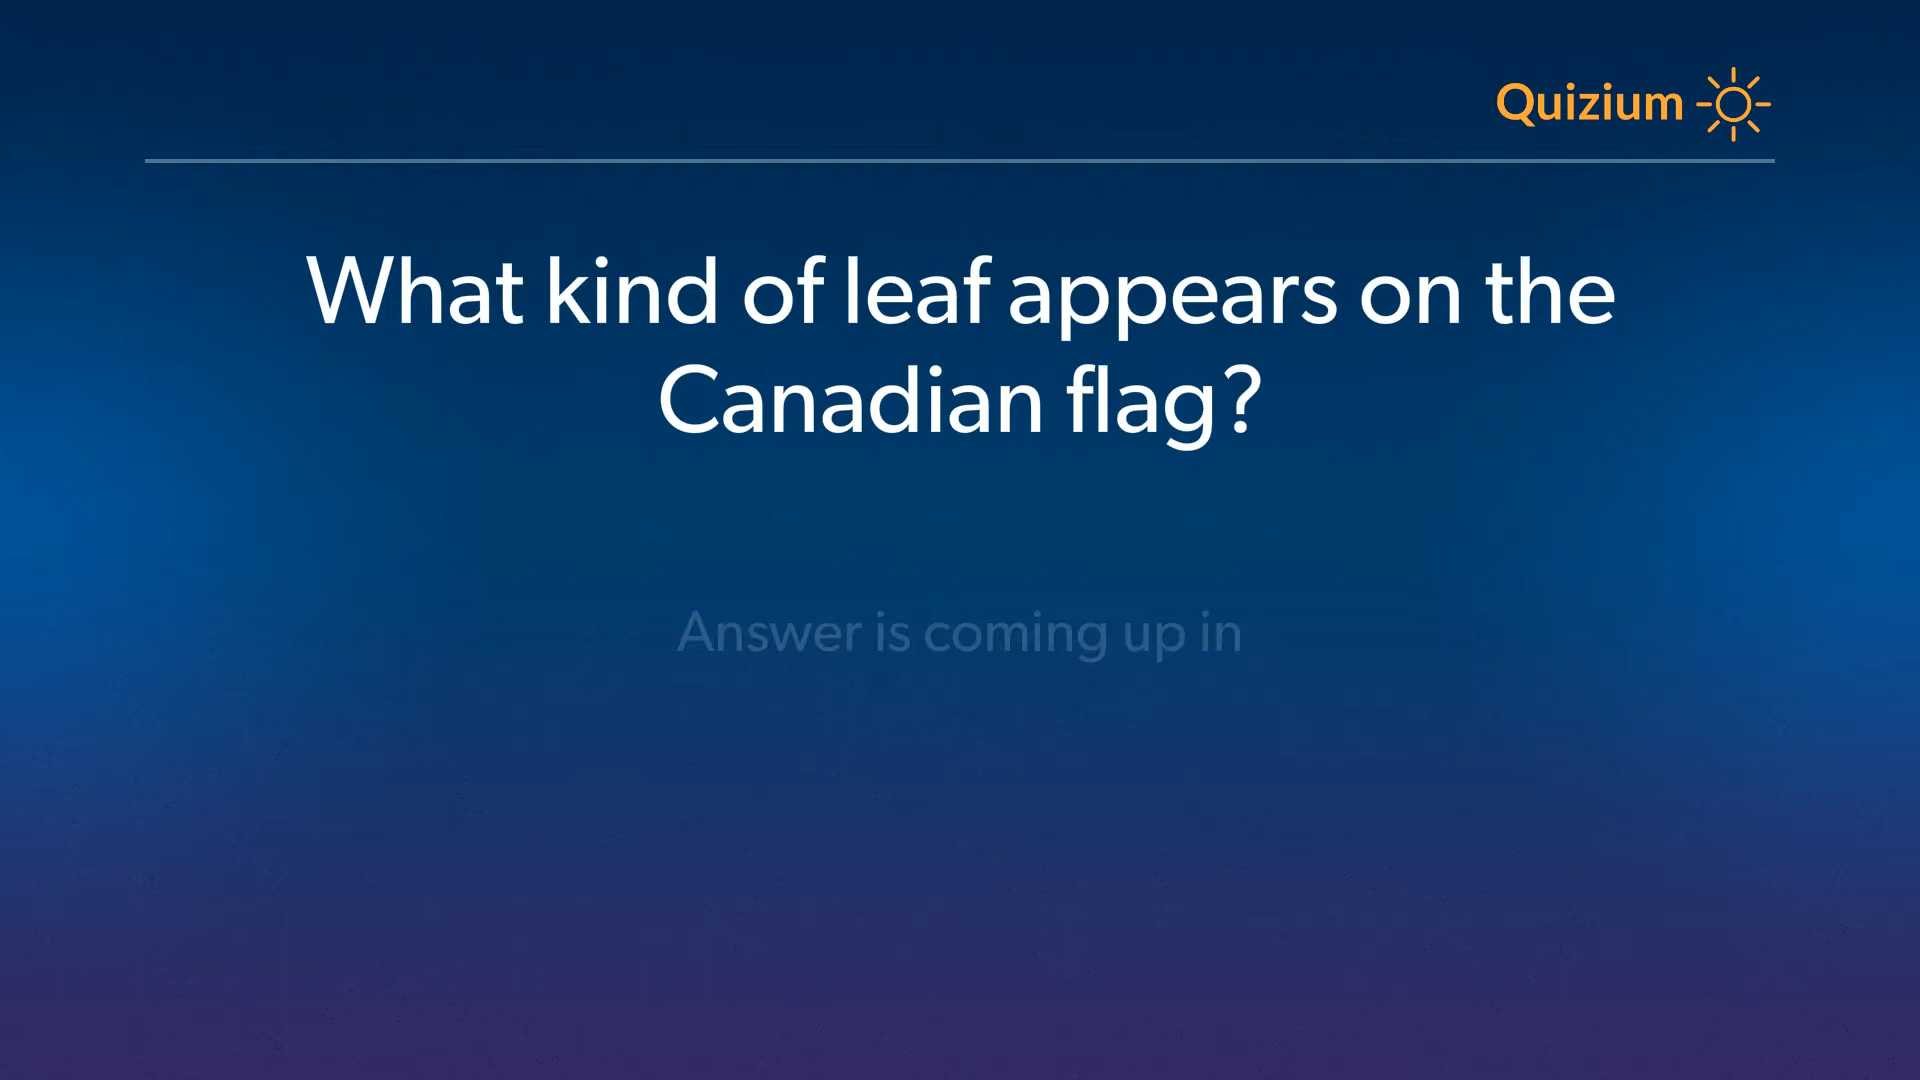 Quizium
What kind of leaf appears on the
Canadian flag?
Answer is coming up in